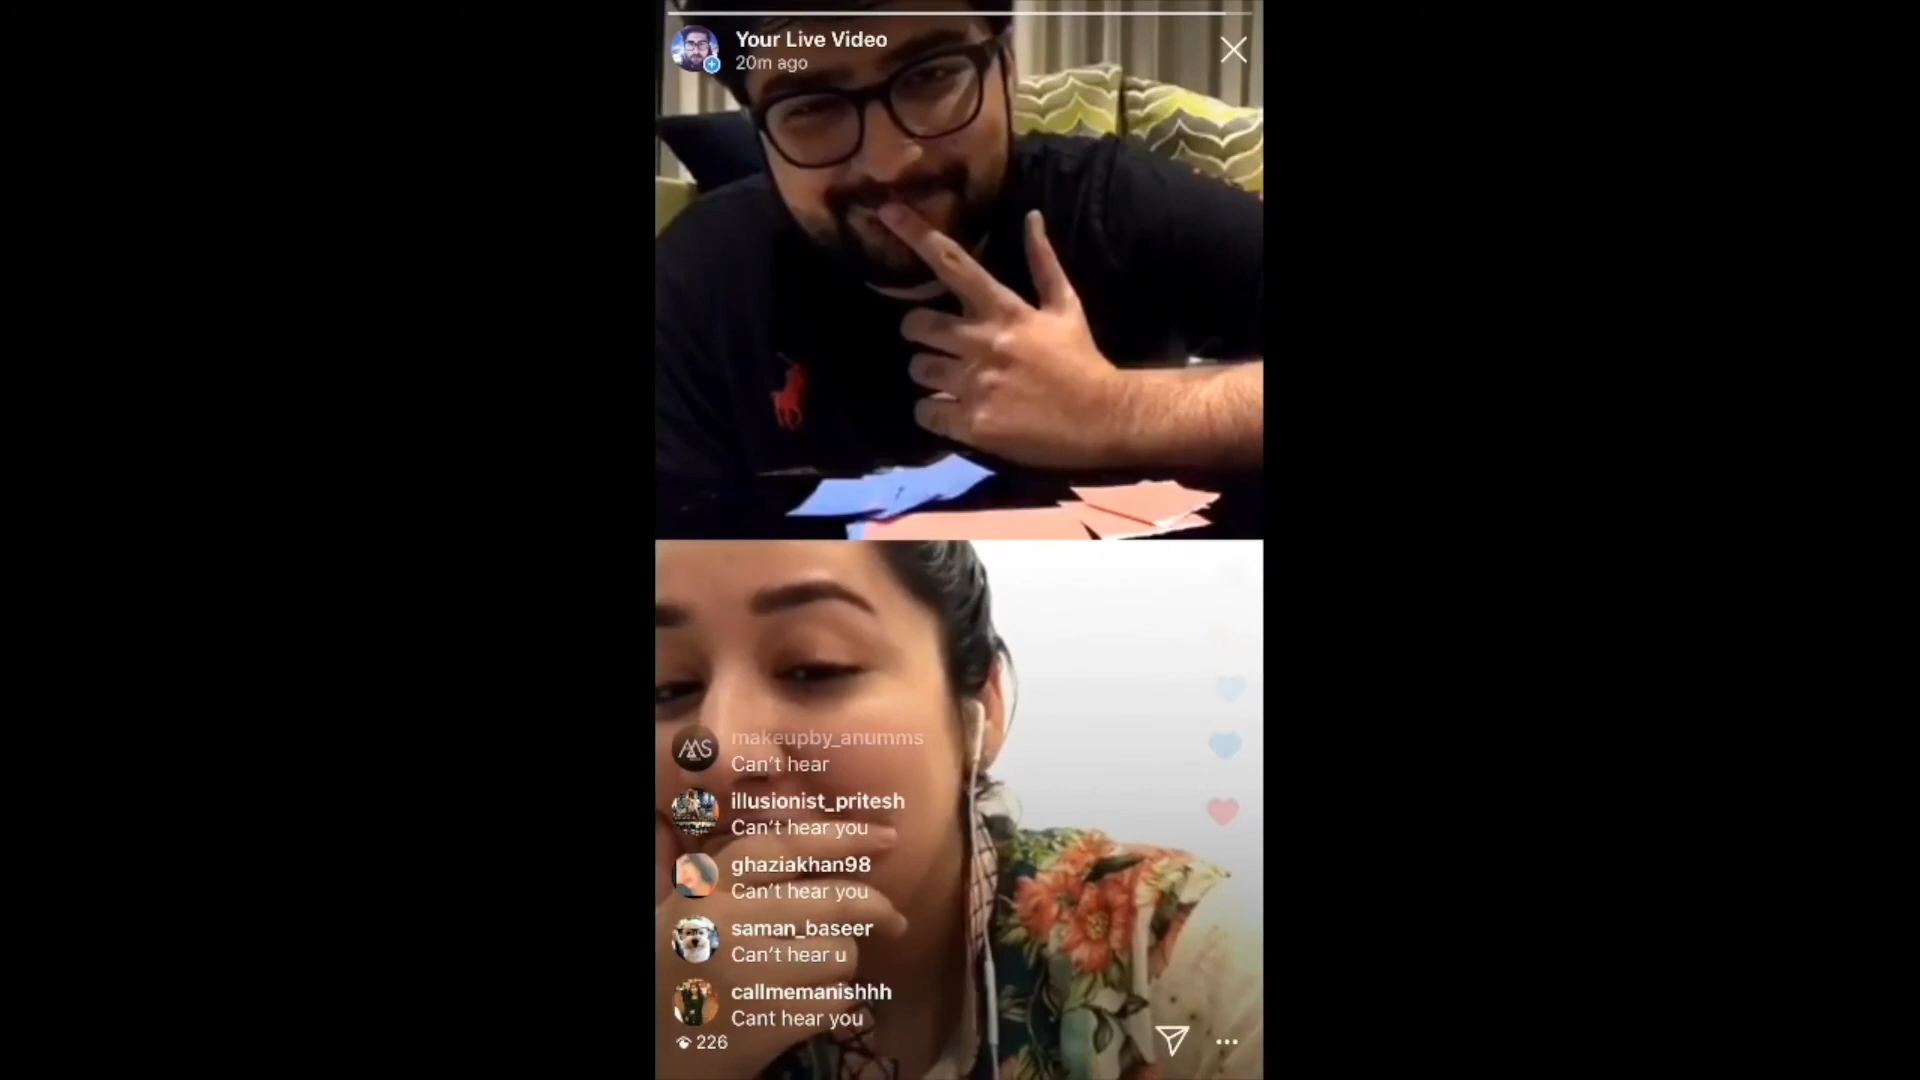 Your Live Video
20m ago
makeupby_anumms
Can't hear
illusionist_pritesh
Can't hear you
ghaziakhan98
Can't hear you
saman_baseer
Can't hear u
callmemanishhh
Cant hear you
226